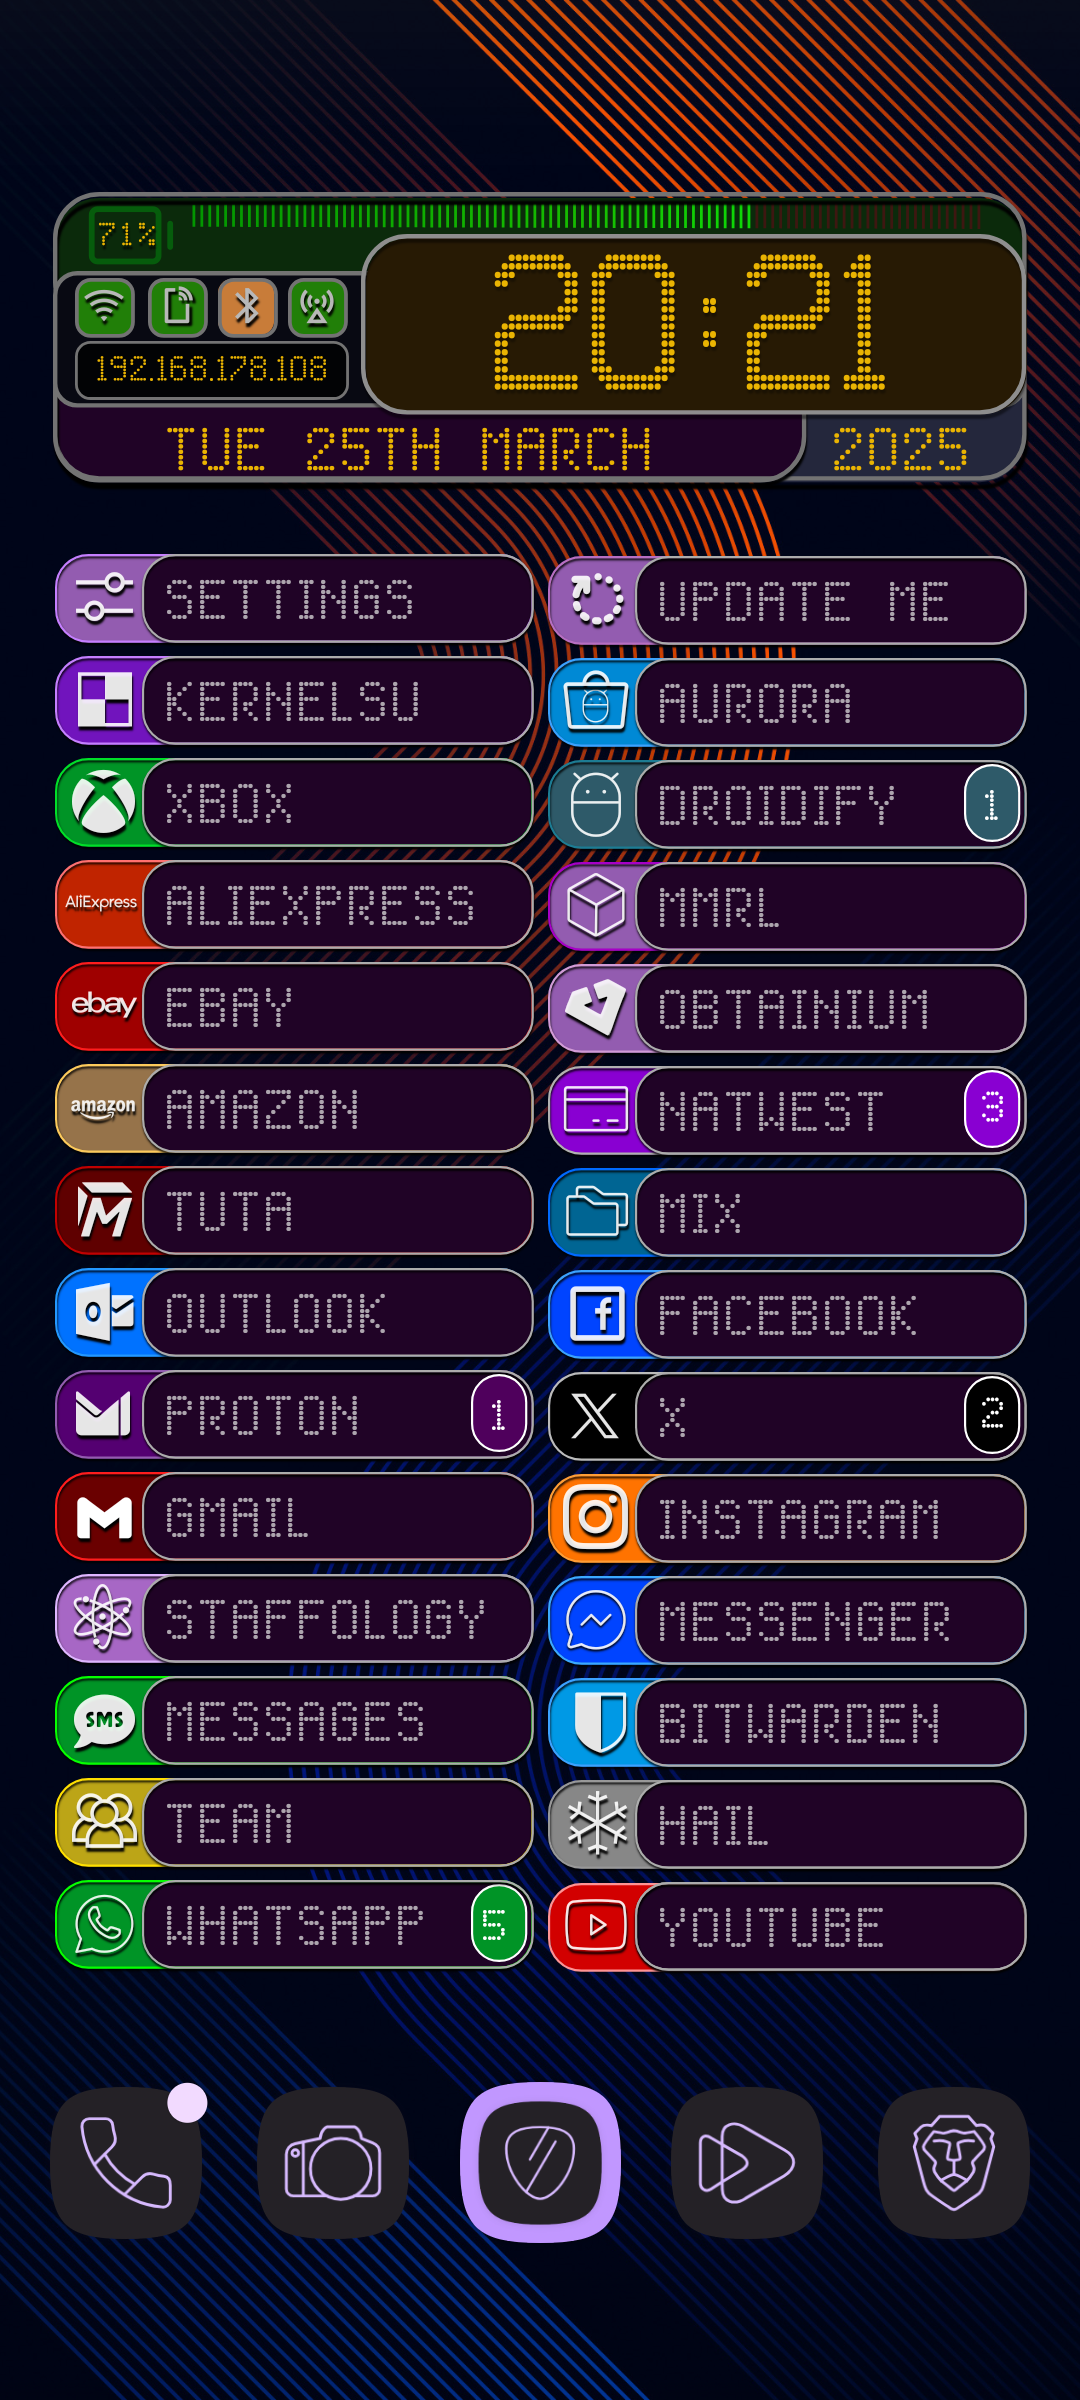 71%
20:21
192.168.178.108
TUE 25TH MARCH
2025
SETTINGS
UPDATE ME
KERNELSU
AURORA
XBOX
DROIDIFY 1
AliExpress ALIEXPRESS
MMRL
ebay EBAY
OBTAINIUM
amazon AMAZON
NATWEST 3
TUTA
MIX
OUTLOOK
FACEBOOK
PROTON 1
X 2
GMAIL
INSTAGRAM
STAFFOLOGY
MESSENGER
SMS MESSAGES
BITWARDEN
TEAM
HAIL
WHATSAPP 5
YOUTUBE